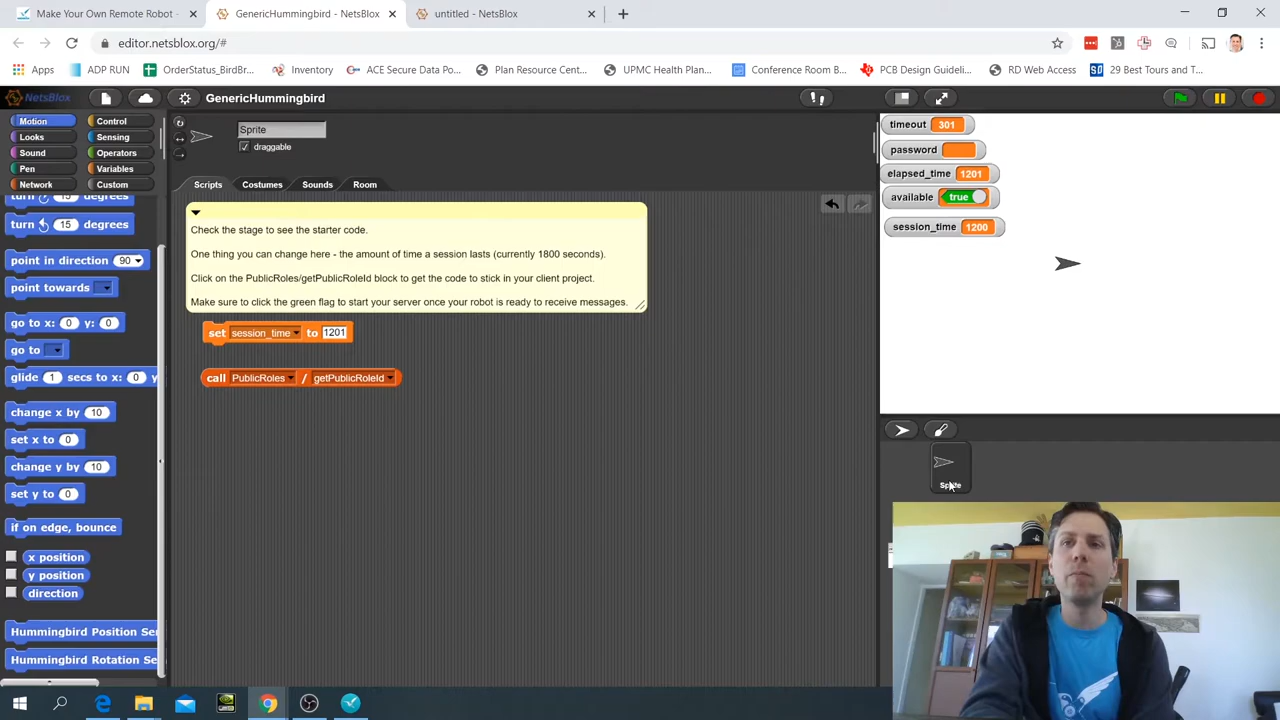 Make Your Own Remote Robot -
GenericHummingbird - NetsBlox
untitled - NetsBlox
editor.netsblox.org/#
Apps
ADP RUN
OrderStatus_BirdBr...
Inventory
ACE Secure Data Po...
Plan Resource Cent...
UPMC Health Plan...
Conference Room B...
PCB Design Guideli...
RD Web Access
29 Best Tours and T...
NetsBlox
GenericHummingbird
Motion
Control
Looks
Sensing
Sound
Operators
Pen
Variables
Network
Custom
Sprite
draggable
Scripts
Costumes
Sounds
Room
turn 15 degrees
turn 15 degrees
point in direction 90
point towards
go to x: 0 y: 0
go to
glide 1 secs to x: 0 y
change x by 10
set x to 0
change y by 10
set y to 0
if on edge, bounce
x position
y position
direction
Hummingbird Position Se
Hummingbird Rotation Se
Check the stage to see the starter code.
One thing you can change here - the amount of time a session lasts (currently 1800 seconds).
Click on the PublicRoles/getPublicRoleId block to get the code to stick in your client project.
Make sure to click the green flag to start your server once your robot is ready to receive messages.
set session_time to 1201
call PublicRoles / getPublicRoleId
timeout 301
password
elapsed_time 1201
available true
session_time 1200
Sprite